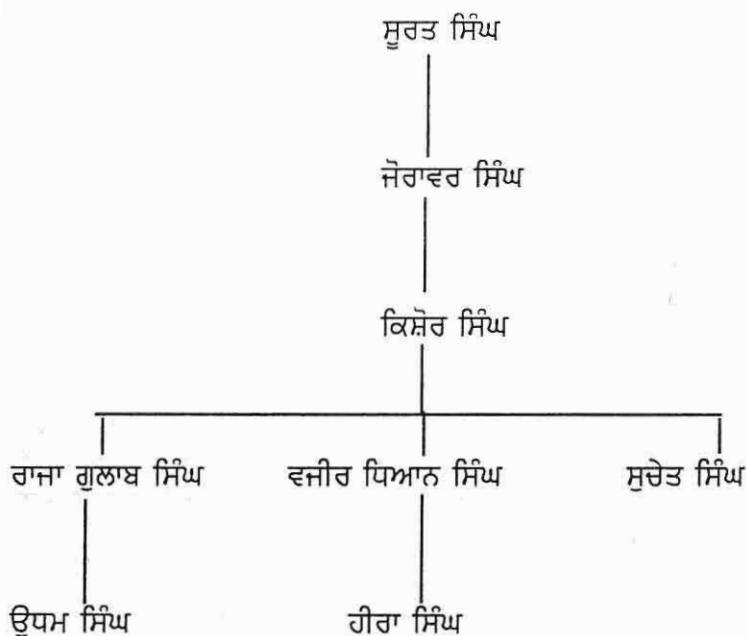 ਸੂਰਤ ਸਿੰਘ
ਜੋਰਾਵਰ ਸਿੰਘ
ਕਿਸ਼ੋਰ ਸਿੰਘ
ਰਾਜਾ ਗੁਲਾਬ ਸਿੰਘ ਵਜੀਰ ਧਿਆਨ ਸਿੰਘ ਸੁਚੇਤ ਸਿੰਘ
ਊਧਮ ਸਿੰਘ ਹੀਰਾ ਸਿੰਘ